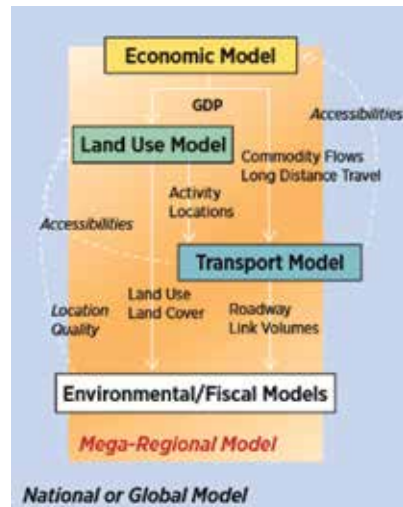 Economic Model
GDP
Accessibilities
Land Use Model
Commodity Flows
Long Distance Travel
Activity
Locations
Accessibilities
Transport Model
Location
Quality
Land Use
Land Cover
Roadway
Link Volumes
Environmental/Fiscal Models
Mega-Regional Model
National or Global Model